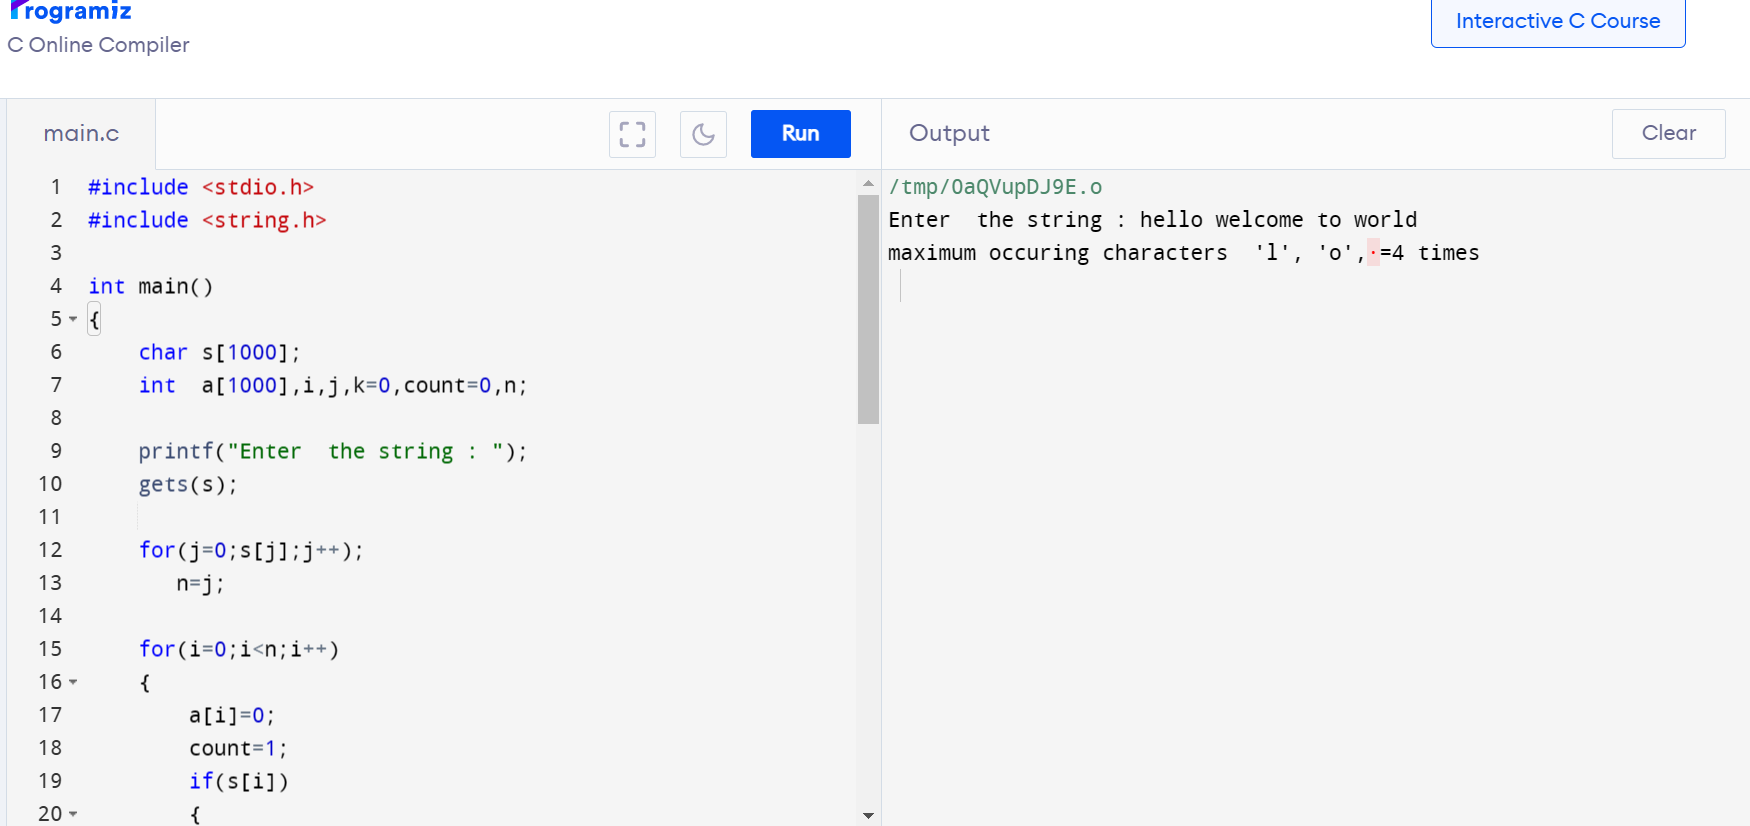 Programiz
C Online Compiler
Interactive C Course
main.c
Run
Output
Clear
1 #include <stdio.h>
2 #include <string.h>
3
4 int main()
5 {
6 char s[1000];
7 int  a[1000],i,j,k=0,count=0,n;
8
9 printf("Enter  the string : ");
10 gets(s);
11
12 for(j=0;s[j];j++);
13 n=j;
14
15 for(i=0;i<n;i++)
16 {
17 a[i]=0;
18 count=1;
19 if(s[i])
20 {
/tmp/OaQVupDJ9E.o
Enter  the string : hello welcome to world
maximum occuring characters  'l', 'o',·=4 times